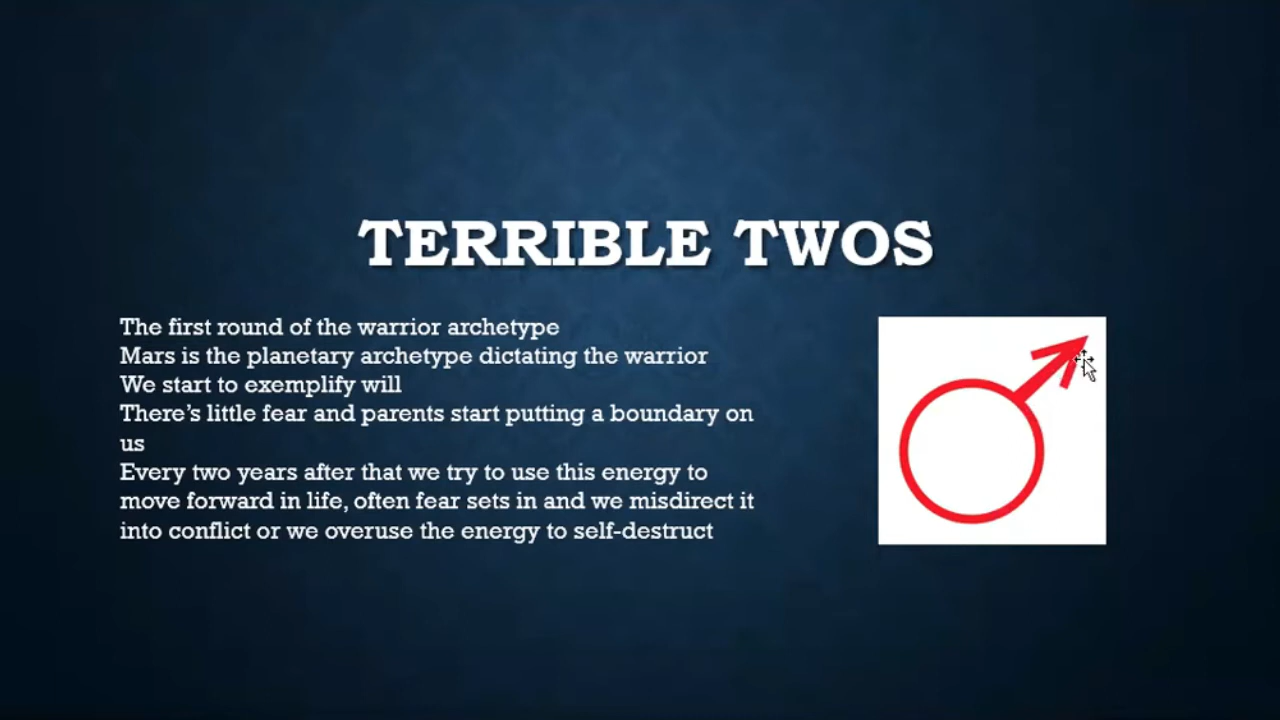 TERRIBLE TWOS
The first round of the warrior archetype
Mars is the planetary archetype dictating the warrior
We start to exemplify will
There's little fear and parents start putting a boundary on
us
Every two years after that we try to use this energy to
move forward in life, often fear sets in and we misdirect it
into conflict or we overuse the energy to self-destruct